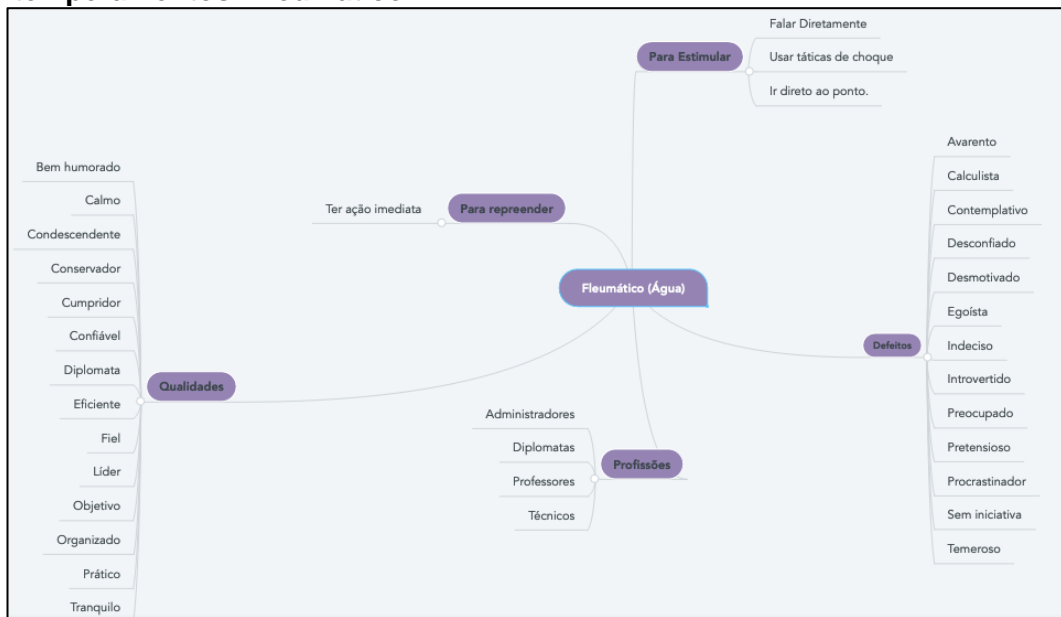 Falar Diretamente
Para Estimular
Usar táticas de choque
Ir direto ao ponto.
Ter ação imediata
Para repreender
Fleumático (Água)
Qualidades
Bem humorado
Calmo
Condescendente
Conservador
Cumpridor
Confiável
Diplomata
Eficiente
Fiel
Líder
Objetivo
Organizado
Prático
Tranquilo
Profissões
Administradores
Diplomatas
Professores
Técnicos
Defeitos
Avarento
Calculista
Contemplativo
Desconfiado
Desmotivado
Egoísta
Indeciso
Introvertido
Preocupado
Pretensioso
Procrastinador
Sem iniciativa
Temeroso